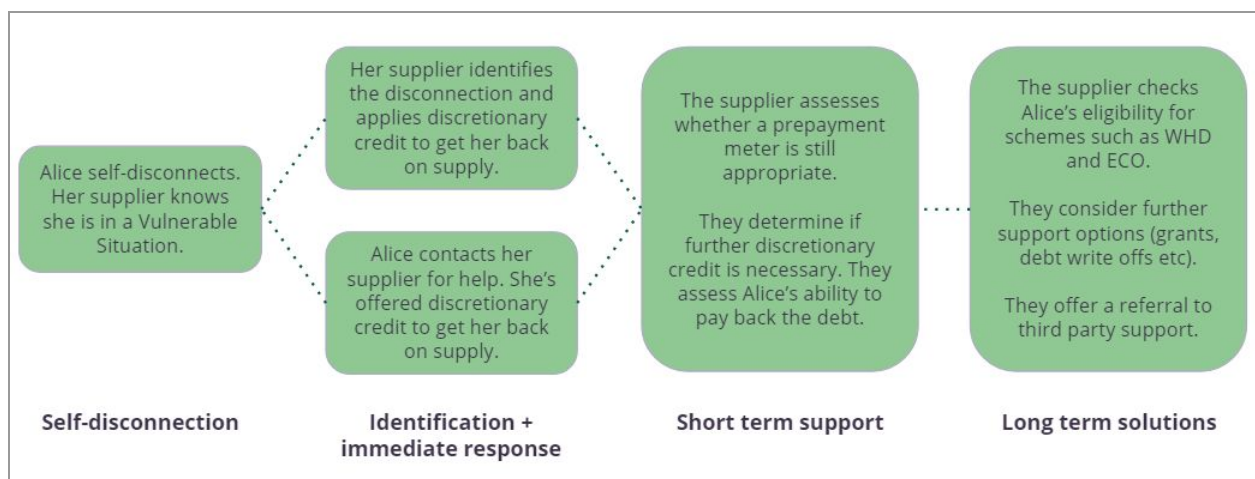 Alice self-disconnects.
Her supplier knows
she is in a Vulnerable
Situation.
Her supplier identifies
the disconnection and
applies discretionary
credit to get her back
on supply.
Alice contacts her
supplier for help. She’s
offered discretionary
credit to get her back
on supply.
The supplier assesses
whether a prepayment
meter is still
appropriate.
They determine if
further discretionary
credit is necessary. They
assess Alice’s ability to
pay back the debt.
The supplier checks
Alice’s eligibility for
schemes such as WHD
and ECO.
They consider further
support options (grants,
debt write offs etc).
They offer a referral to
third party support.
Self-disconnection
Identification +
immediate response
Short term support
Long term solutions